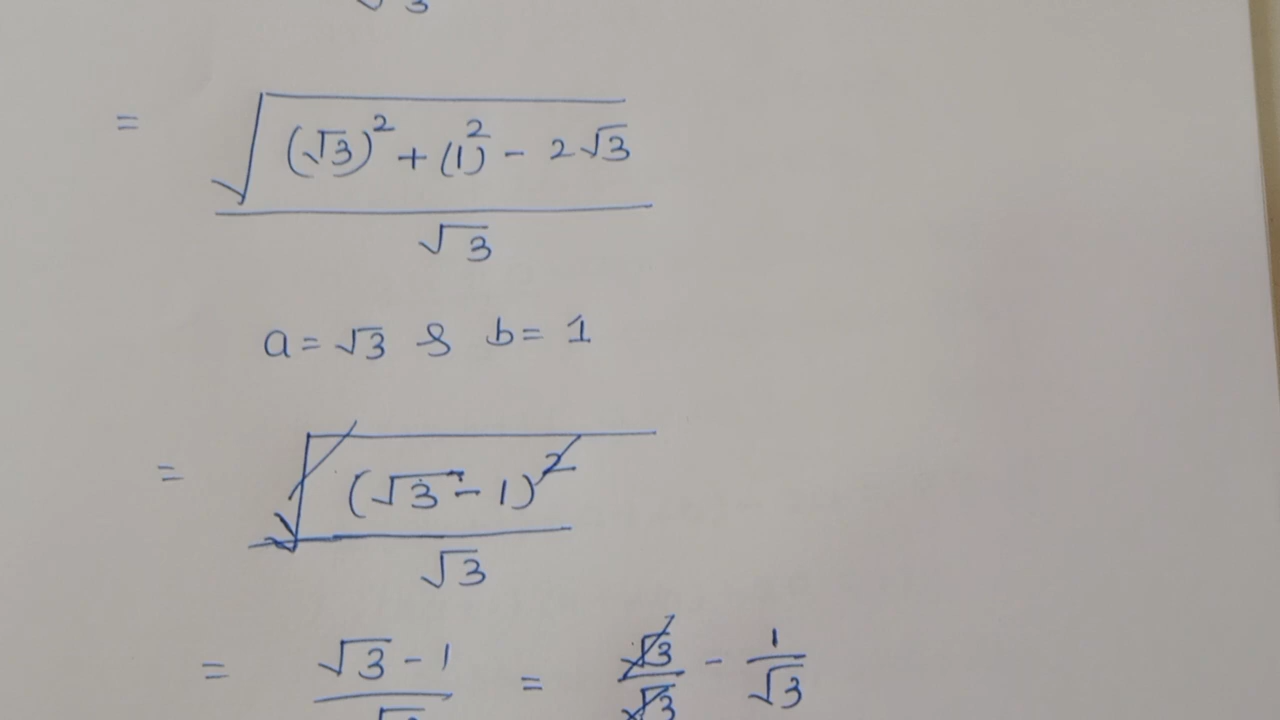 √3
= √((√3)² + (1)² - 2√3) / √3
a = √3 & b = 1
= √((√3 - 1)²) / √3
= (√3 - 1) / √3 = √3/√3 - 1/√3